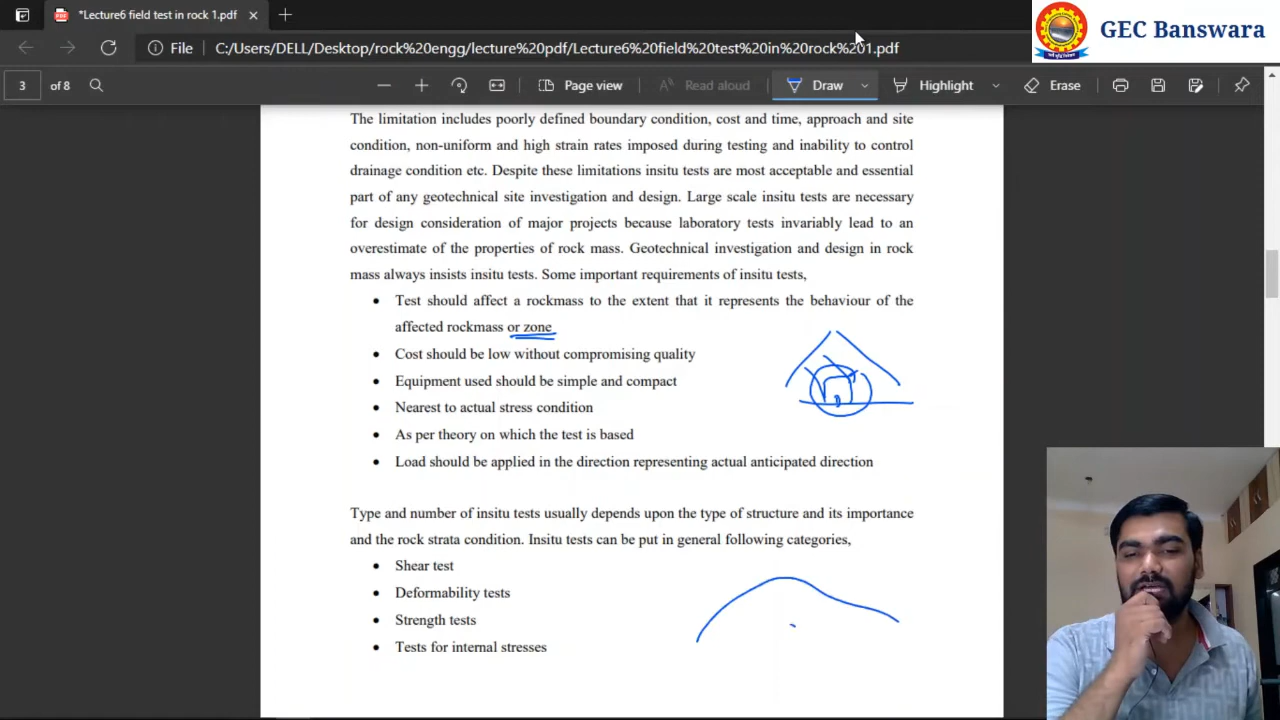 *Lecture6 field test in rock 1.pdf
GEC Banswara
File C:/Users/DELL/Desktop/rock%20engg/lecture%20pdf/Lecture6%20field%20test%20in%20rock%201.pdf
3 of 8 Page view Read aloud Draw Highlight Erase
The limitation includes poorly defined boundary condition, cost and time, approach and site
condition, non-uniform and high strain rates imposed during testing and inability to control
drainage condition etc. Despite these limitations insitu tests are most acceptable and essential
part of any geotechnical site investigation and design. Large scale insitu tests are necessary
for design consideration of major projects because laboratory tests invariably lead to an
overestimate of the properties of rock mass. Geotechnical investigation and design in rock
mass always insists insitu tests. Some important requirements of insitu tests,
• Test should affect a rockmass to the extent that it represents the behaviour of the
affected rockmass or zone
• Cost should be low without compromising quality
• Equipment used should be simple and compact
• Nearest to actual stress condition
• As per theory on which the test is based
• Load should be applied in the direction representing actual anticipated direction
Type and number of insitu tests usually depends upon the type of structure and its importance
and the rock strata condition. Insitu tests can be put in general following categories,
• Shear test
• Deformability tests
• Strength tests
• Tests for internal stresses